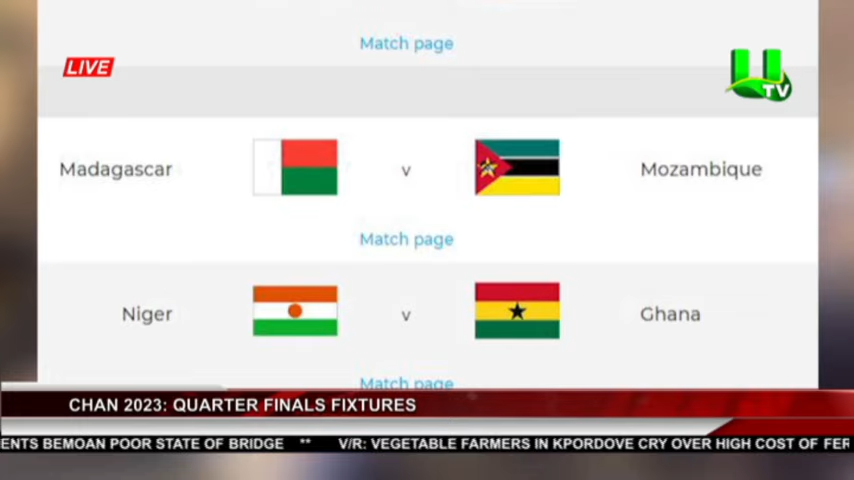 Match page
LIVE
U
TV
Madagascar v Mozambique
Match page
Niger v Ghana
Match page
CHAN 2023: QUARTER FINALS FIXTURES
ENTS BEMOAN POOR STATE OF BRIDGE ** V/R: VEGETABLE FARMERS IN KPORDOVE CRY OVER HIGH COST OF FER